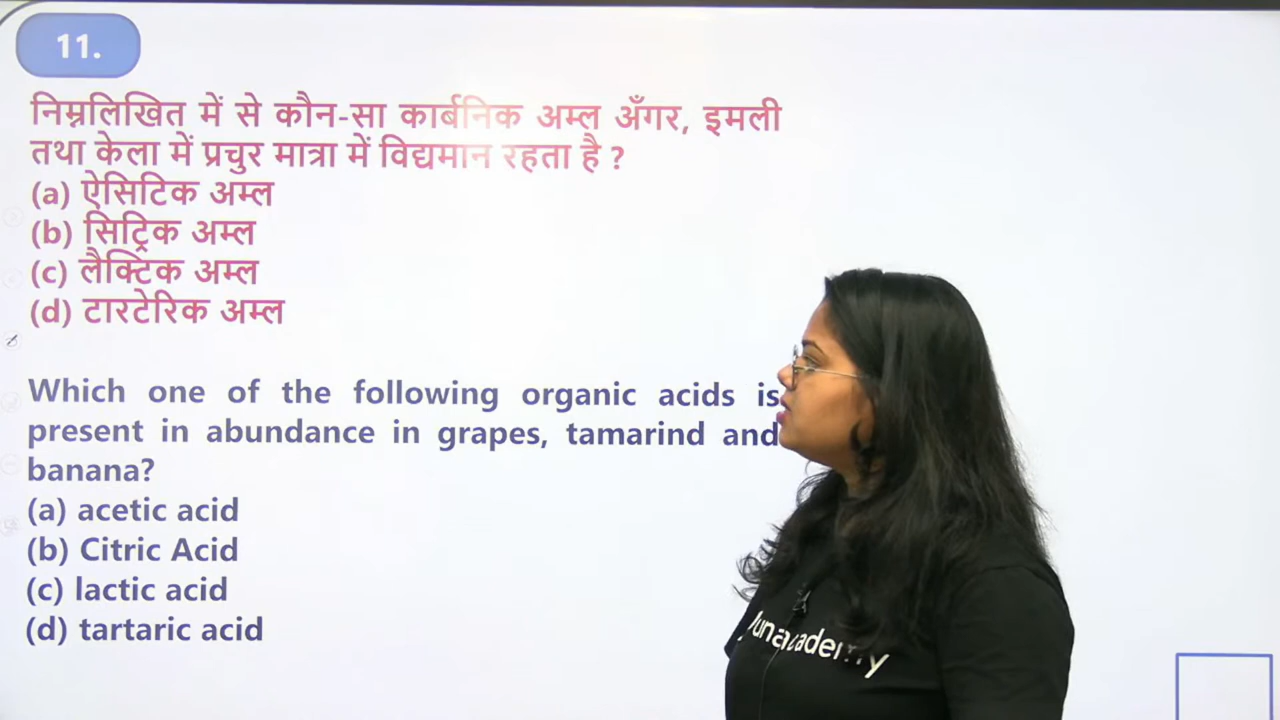 11.
निम्नलिखित में से कौन-सा कार्बनिक अम्ल अँगर, इमली
तथा केला में प्रचुर मात्रा में विद्यमान रहता है ?
(a) ऐसिटिक अम्ल
(b) सिट्रिक अम्ल
(c) लैक्टिक अम्ल
(d) टारटेरिक अम्ल
Which one of the following organic acids is
present in abundance in grapes, tamarind and
banana?
(a) acetic acid
(b) Citric Acid
(c) lactic acid
(d) tartaric acid
unacademy